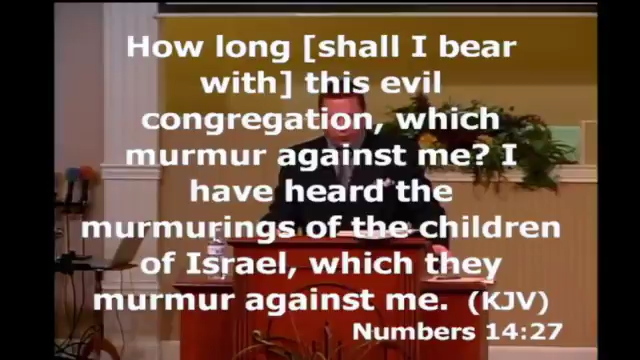 How long [shall I bear
with] this evil
congregation, which
murmur against me? I
have heard the
murmurings of the children
of Israel, which they
murmur against me. (KJV)
Numbers 14:27